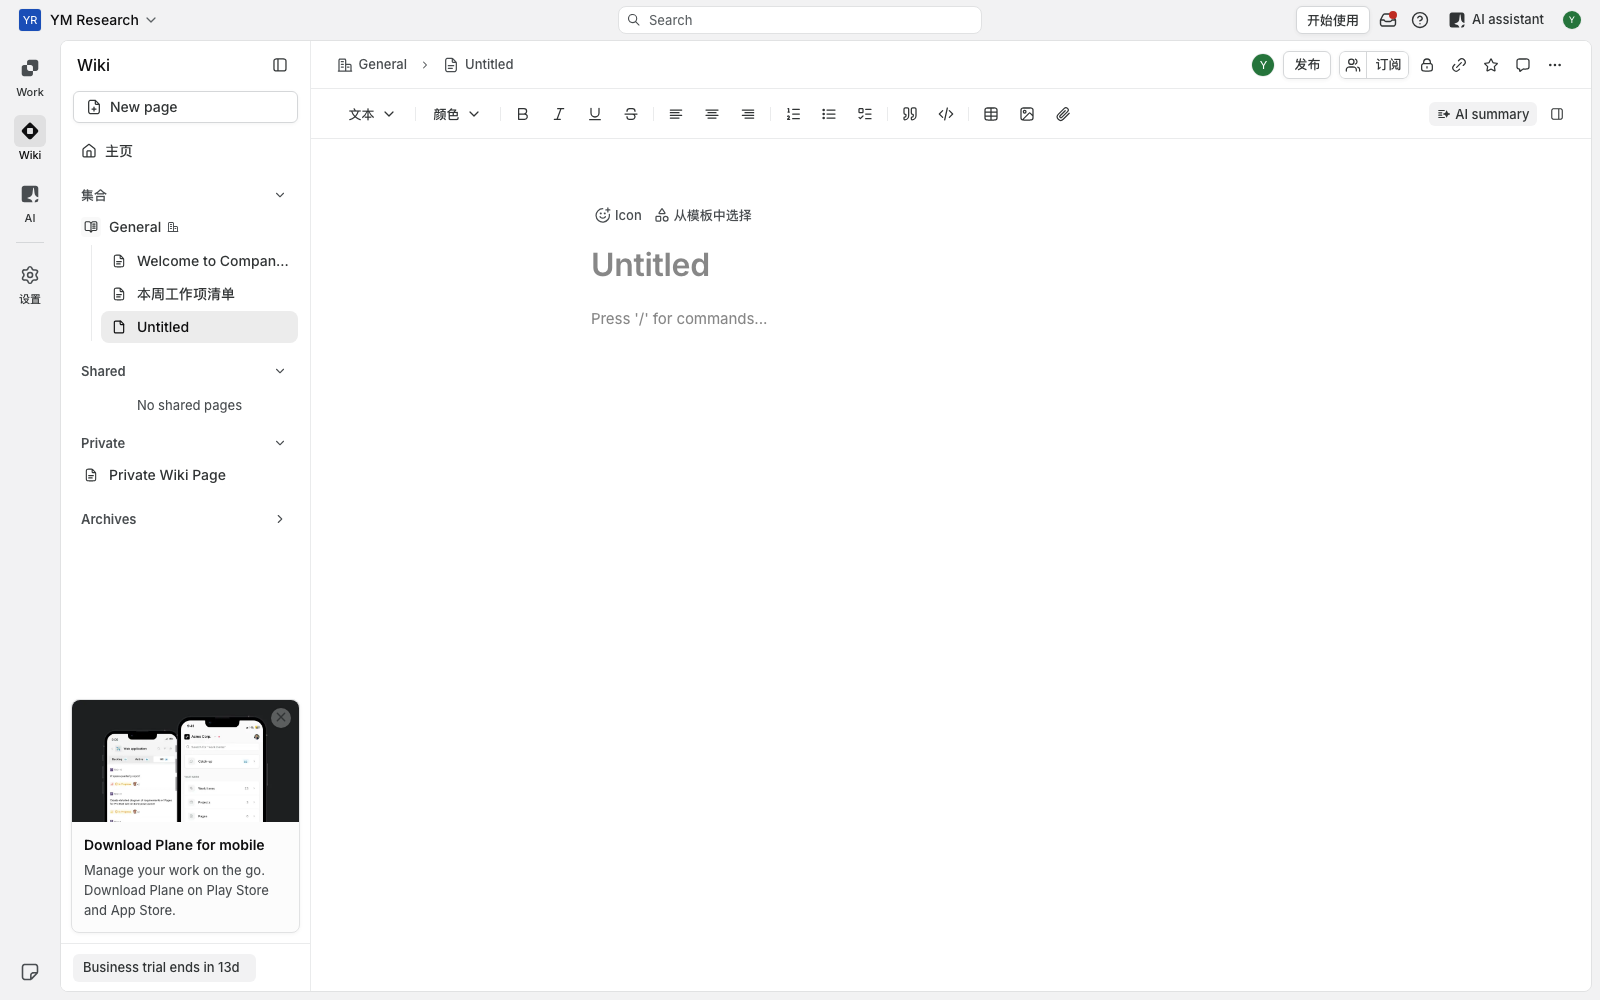 YR YM Research
Search
开始使用
AI assistant
Y
Work
Wiki
AI
设置
Wiki
New page
主页
集合
General
Welcome to Compan...
本周工作项清单
Untitled
Shared
No shared pages
Private
Private Wiki Page
Archives
Download Plane for mobile
Manage your work on the go.
Download Plane on Play Store
and App Store.
Business trial ends in 13d
General
Untitled
Y
发布
订阅
文本
颜色
AI summary
Icon
从模板中选择
Untitled
Press '/' for commands...